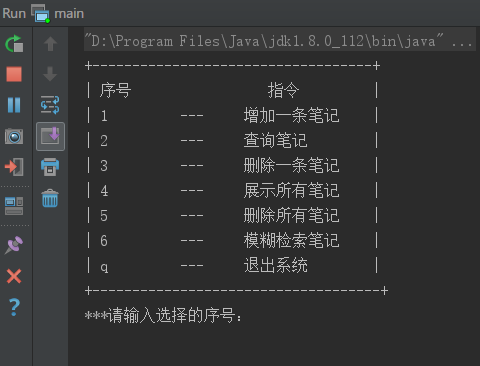 Run main
"D:\Program Files\Java\jdk1.8.0_112\bin\java" ...
+-----------------------------------+
| 序号                 指令         |
| 1         ---     增加一条笔记    |
| 2         ---     查询笔记        |
| 3         ---     删除一条笔记    |
| 4         ---     展示所有笔记    |
| 5         ---     删除所有笔记    |
| 6         ---     模糊检索笔记    |
| q         ---     退出系统        |
+------------------------------------+
***请输入选择的序号: